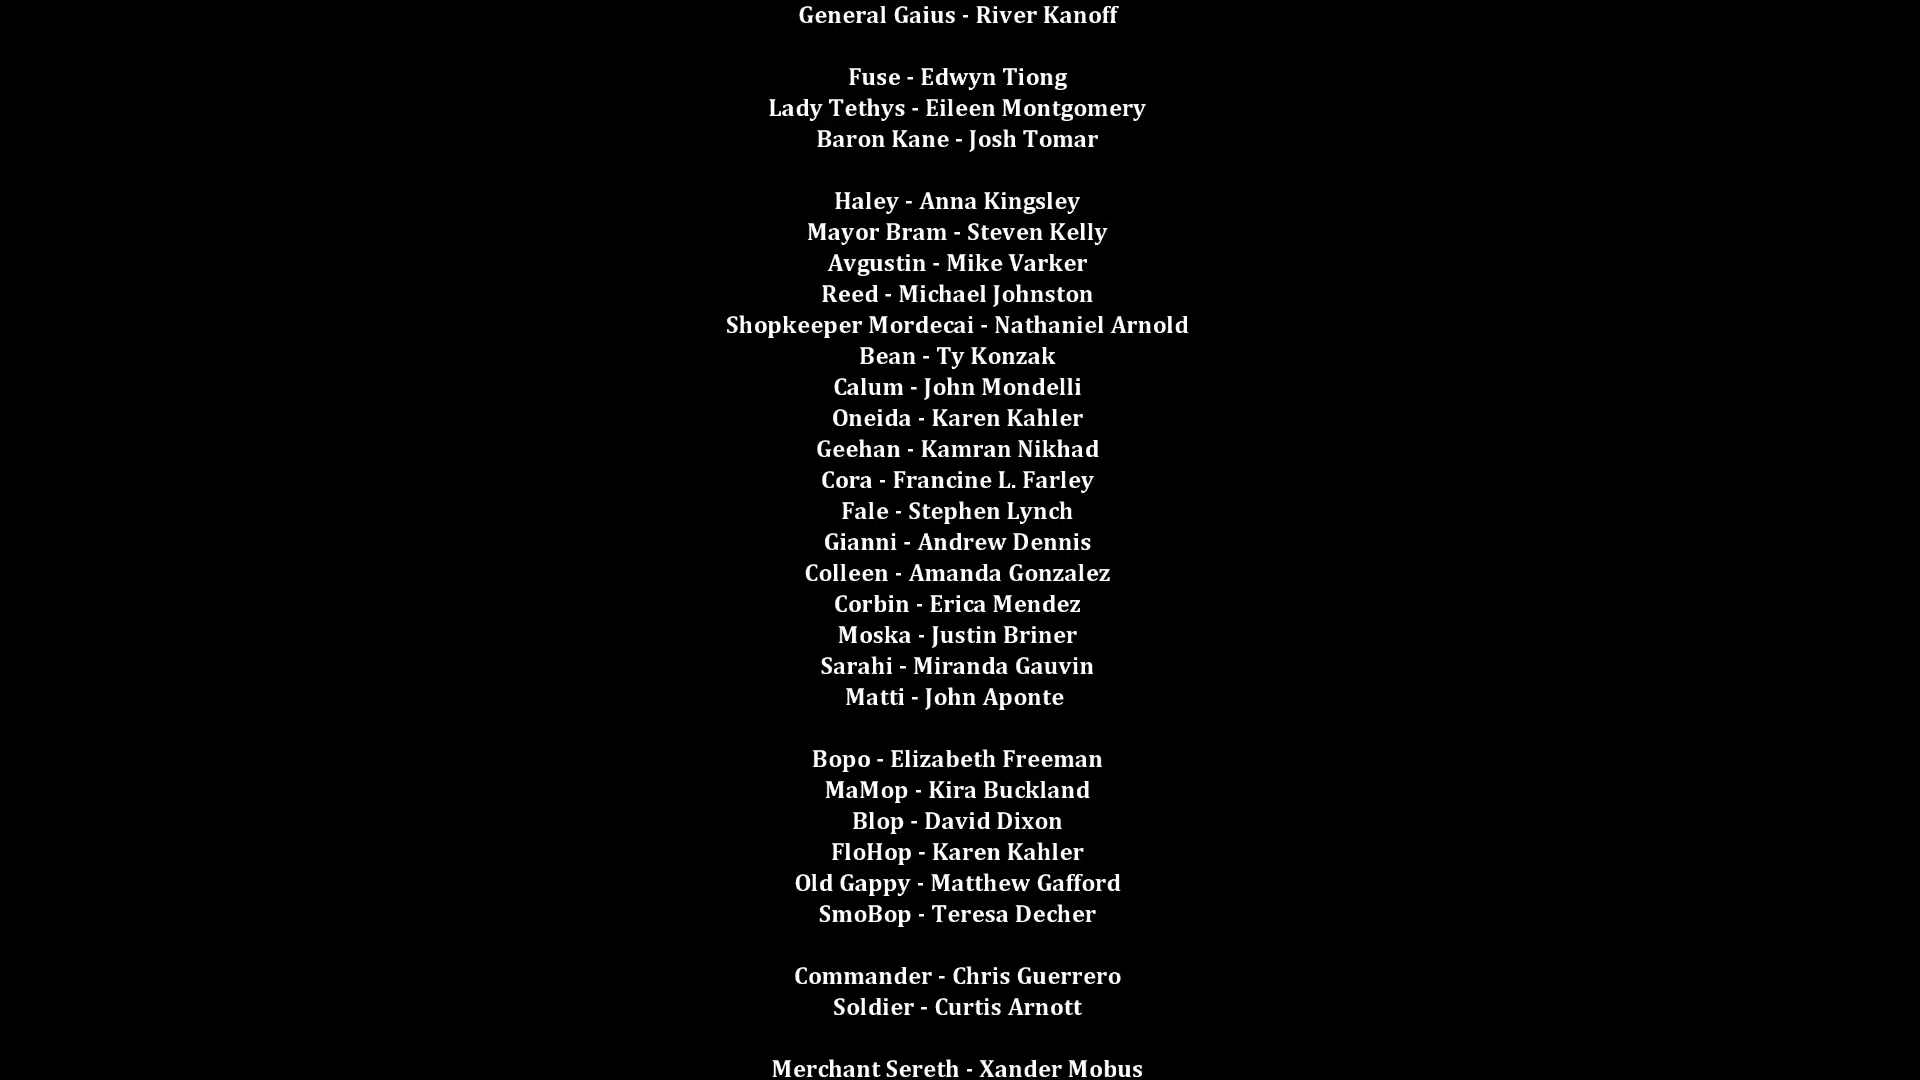 General Gaius - River Kanoff
Fuse - Edwyn Tiong
Lady Tethys - Eileen Montgomery
Baron Kane - Josh Tomar
Haley - Anna Kingsley
Mayor Bram - Steven Kelly
Avgustin - Mike Varker
Reed - Michael Johnston
Shopkeeper Mordecai - Nathaniel Arnold
Bean - Ty Konzak
Calum - John Mondelli
Oneida - Karen Kahler
Geehan - Kamran Nikhad
Cora - Francine L. Farley
Fale - Stephen Lynch
Gianni - Andrew Dennis
Colleen - Amanda Gonzalez
Corbin - Erica Mendez
Moska - Justin Briner
Sarahi - Miranda Gauvin
Matti - John Aponte
Bopo - Elizabeth Freeman
MaMop - Kira Buckland
Blop - David Dixon
FloHop - Karen Kahler
Old Gappy - Matthew Gafford
SmoBop - Teresa Decher
Commander - Chris Guerrero
Soldier - Curtis Arnott
Merchant Sereth - Xander Mobus